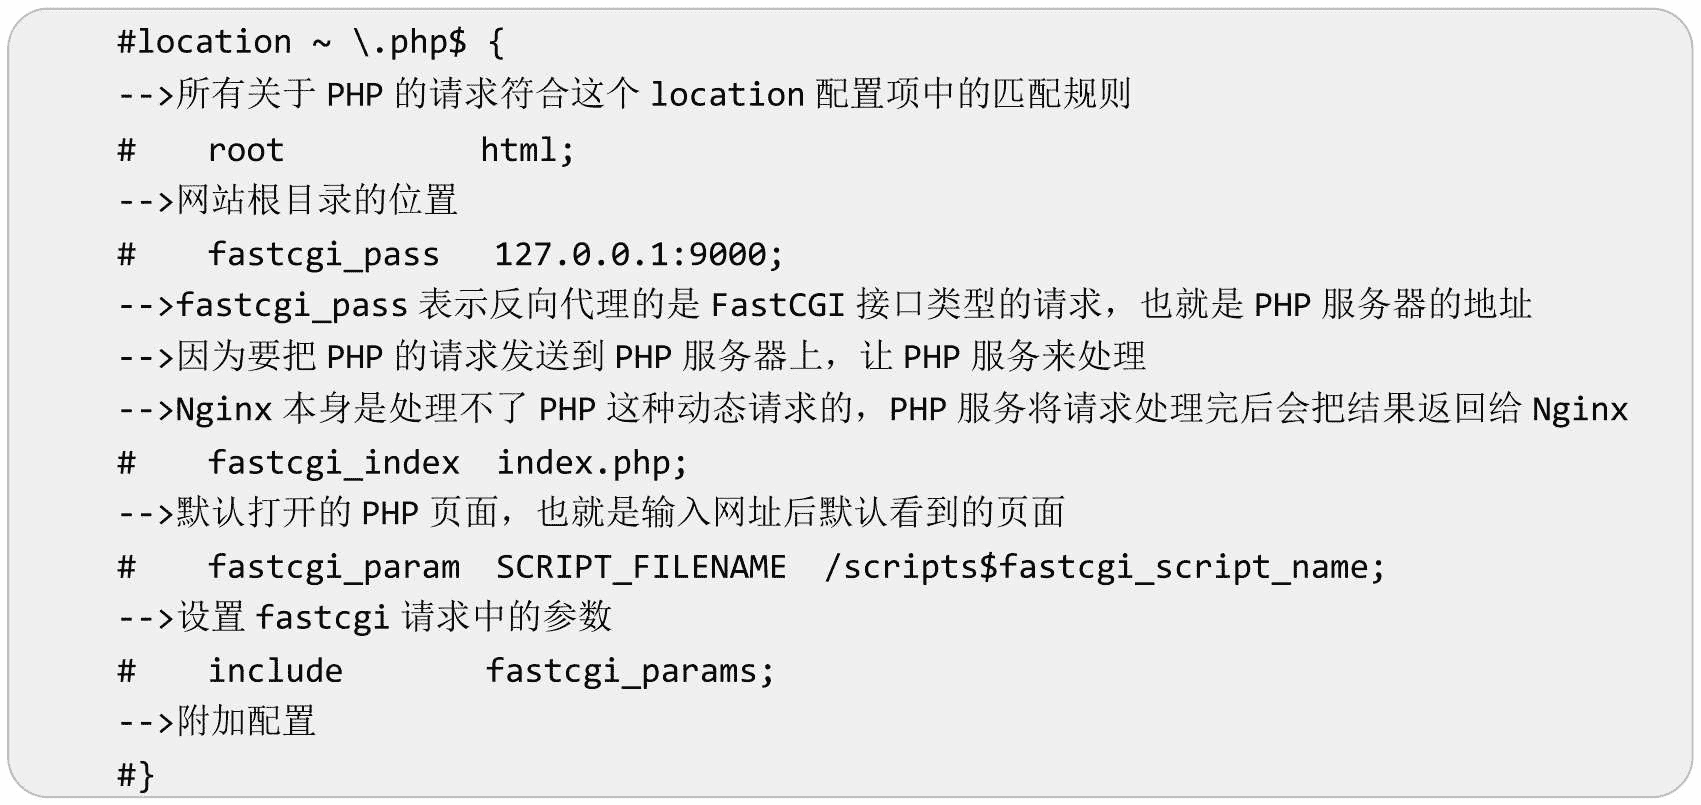 #location ~ \.php$ {
-->所有关于 PHP 的请求符合这个 location 配置项中的匹配规则
#    root          html;
-->网站根目录的位置
#    fastcgi_pass   127.0.0.1:9000;
-->fastcgi_pass 表示反向代理的是 FastCGI 接口类型的请求，也就是 PHP 服务器的地址
-->因为要把 PHP 的请求发送到 PHP 服务器上，让 PHP 服务来处理
-->Nginx 本身是处理不了 PHP 这种动态请求的，PHP 服务将请求处理完后会把结果返回给 Nginx
#    fastcgi_index  index.php;
-->默认打开的 PHP 页面，也就是输入网址后默认看到的页面
#    fastcgi_param  SCRIPT_FILENAME  /scripts$fastcgi_script_name;
-->设置 fastcgi 请求中的参数
#    include        fastcgi_params;
-->附加配置
#}